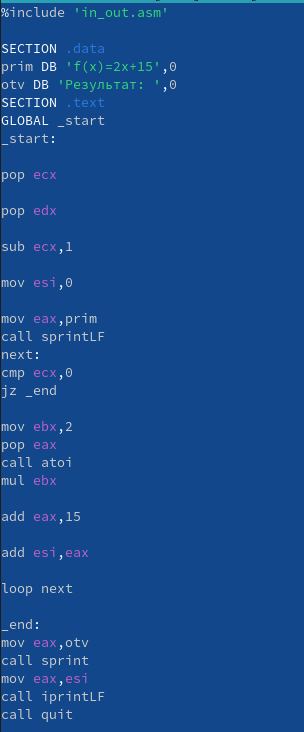 %include 'in_out.asm'
SECTION .data
prim DB 'f(x)=2x+15',0
otv DB 'Результат: ',0
SECTION .text
GLOBAL _start
_start:
pop ecx
pop edx
sub ecx,1
mov esi,0
mov eax,prim
call sprintLF
next:
cmp ecx,0
jz _end
mov ebx,2
pop eax
call atoi
mul ebx
add eax,15
add esi,eax
loop next
_end:
mov eax,otv
call sprint
mov eax,esi
call iprintLF
call quit